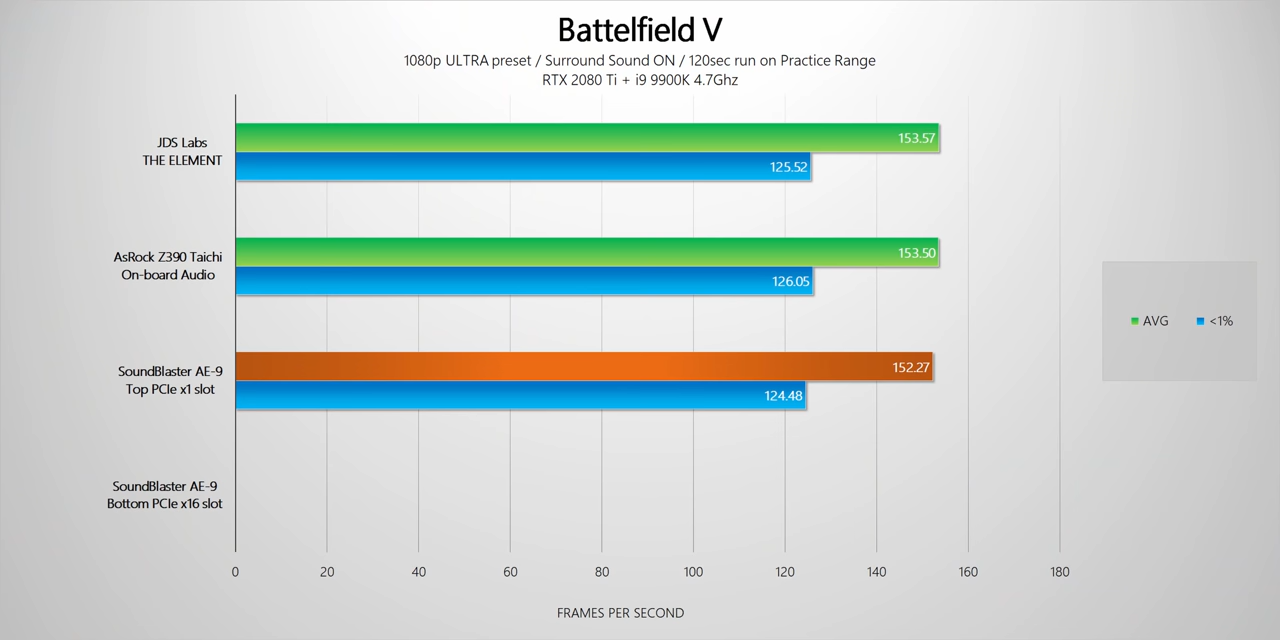 Battelfield V
1080p ULTRA preset / Surround Sound ON / 120sec run on Practice Range
RTX 2080 Ti + i9 9900K 4.7Ghz
JDS Labs
THE ELEMENT
153.57
125.52
AsRock Z390 Taichi
On-board Audio
153.50
126.05
SoundBlaster AE-9
Top PCIe x1 slot
152.27
124.48
SoundBlaster AE-9
Bottom PCIe x16 slot
AVG <1%
0 20 40 60 80 100 120 140 160 180
FRAMES PER SECOND